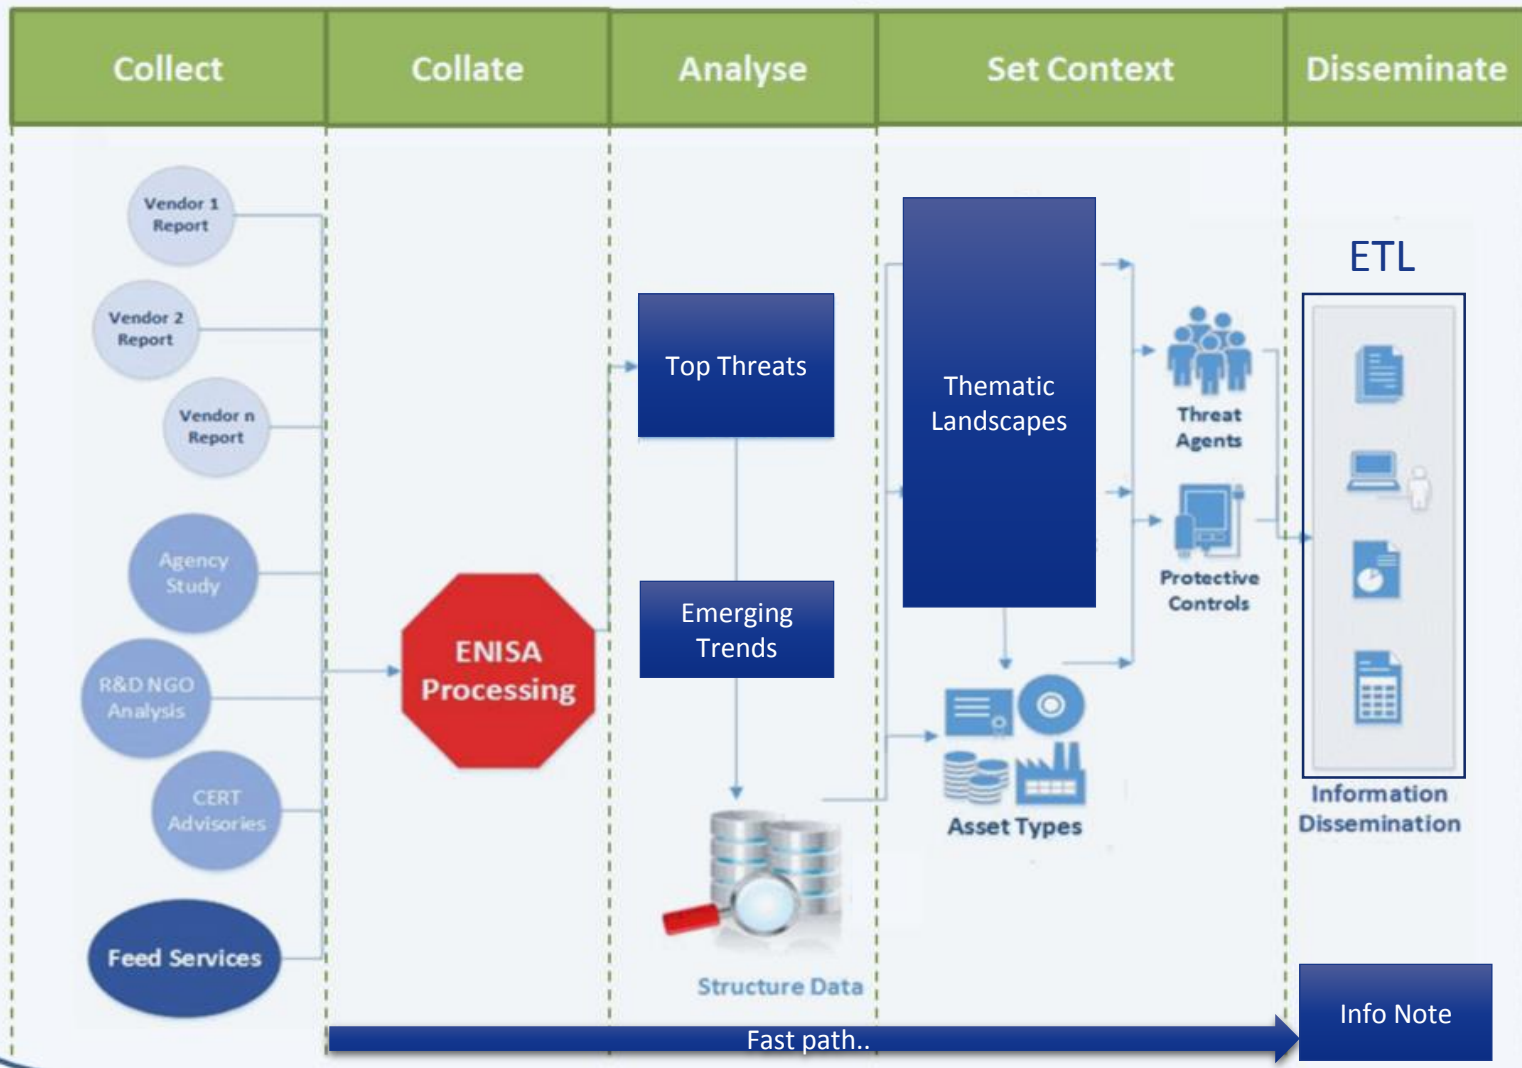 Collect
Collate
Analyse
Set Context
Disseminate
Vendor 1
Report
Vendor 2
Report
Vendor n
Report
Agency
Study
R&D NGO
Analysis
CERT
Advisories
Feed Services
ENISA
Processing
Top Threats
Emerging
Trends
Structure Data
Thematic
Landscapes
Asset Types
Threat
Agents
Protective
Controls
ETL
Information
Dissemination
Fast path..
Info Note